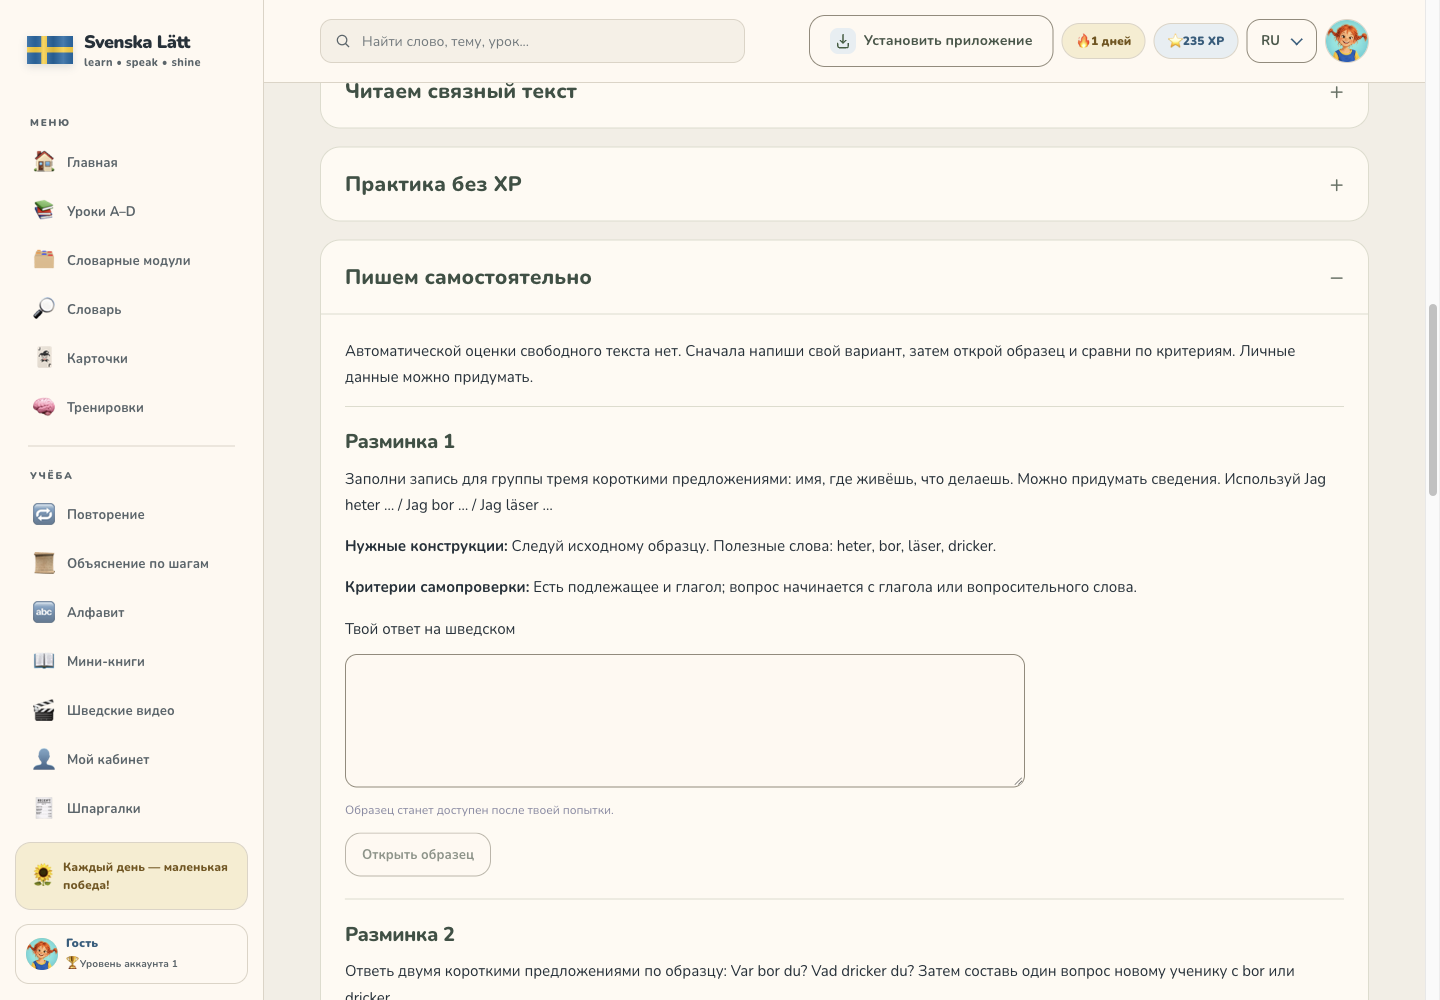 Svenska Lätt
learn • speak • shine
МЕНЮ
Главная
Уроки A–D
Словарные модули
Словарь
Карточки
Тренировки
УЧЁБА
Повторение
Объяснение по шагам
abc
Алфавит
Мини-книги
Шведские видео
Мой кабинет
Шпаргалки
Каждый день — маленькая
победа!
Гость
Уровень аккаунта 1
Найти слово, тему, урок...
Установить приложение
1 дней
235 XP
RU
Читаем связный текст
Практика без XP
Пишем самостоятельно
Автоматической оценки свободного текста нет. Сначала напиши свой вариант, затем открой образец и сравни по критериям. Личные
данные можно придумать.
Разминка 1
Заполни запись для группы тремя короткими предложениями: имя, где живёшь, что делаешь. Можно придумать сведения. Используй Jag
heter ... / Jag bor ... / Jag läser ...
Нужные конструкции: Следуй исходному образцу. Полезные слова: heter, bor, läser, dricker.
Критерии самопроверки: Есть подлежащее и глагол; вопрос начинается с глагола или вопросительного слова.
Твой ответ на шведском
Образец станет доступен после твоей попытки.
Открыть образец
Разминка 2
Ответь двумя короткими предложениями по образцу: Var bor du? Vad dricker du? Затем составь один вопрос новому ученику с bor или
dricker.